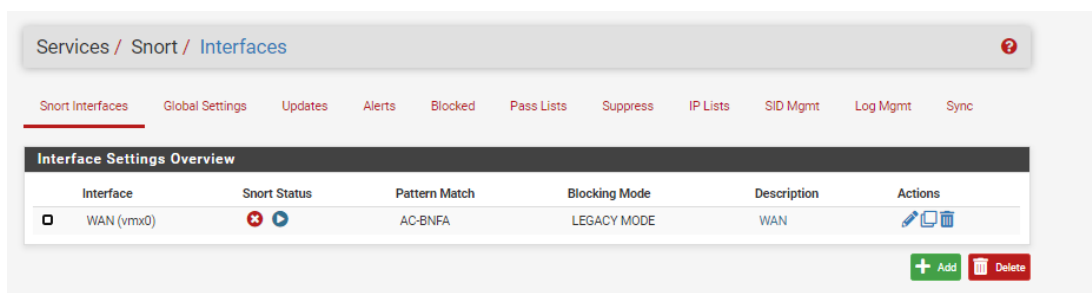 Services / Snort / Interfaces
Snort Interfaces Global Settings Updates Alerts Blocked Pass Lists Suppress IP Lists SID Mgmt Log Mgmt Sync
Interface Settings Overview
Interface Snort Status Pattern Match Blocking Mode Description Actions
WAN (vmx0) AC-BNFA LEGACY MODE WAN
Add Delete